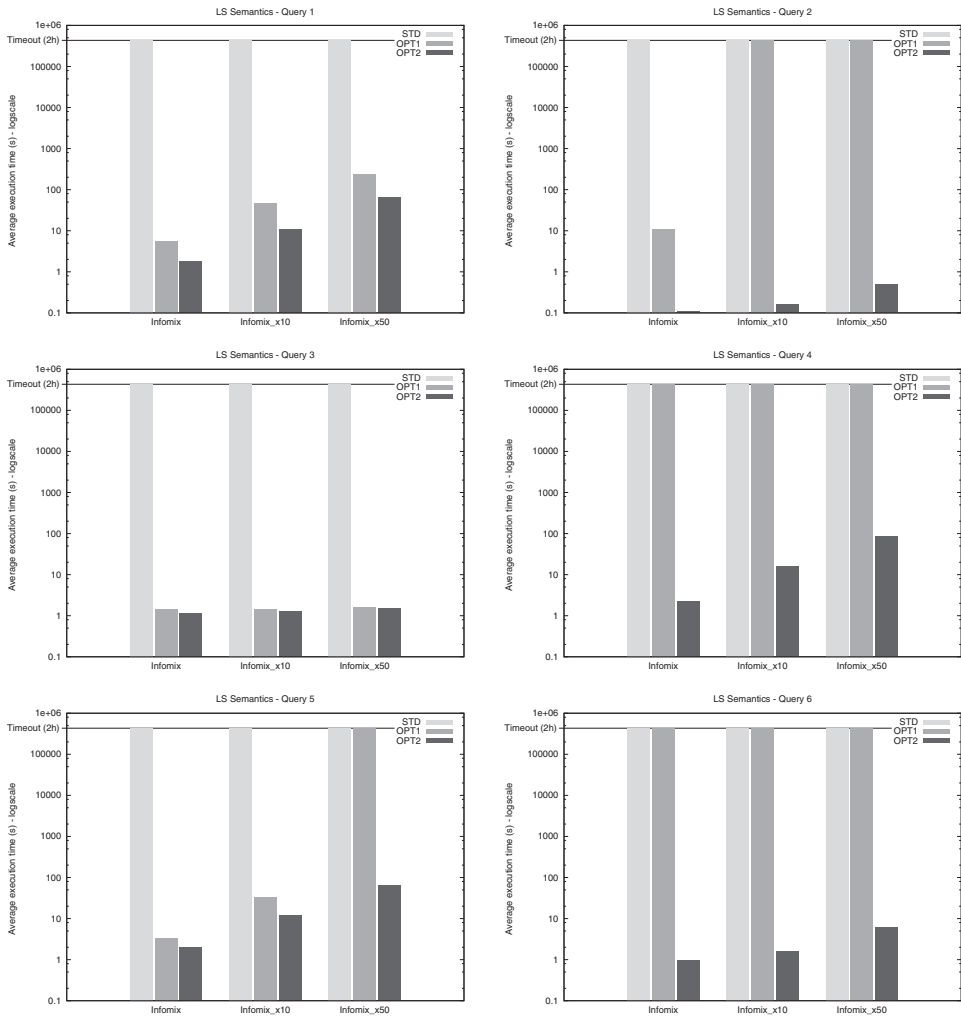 LS Semantics - Query 1
Average execution time (s) - logscale
1e+06
Timeout (2h)
100000
10000
1000
100
10
1
0.1
STD
OPT1
OPT2
Infomix Infomix_x10 Infomix_x50
LS Semantics - Query 2
Average execution time (s) - logscale
1e+06
Timeout (2h)
100000
10000
1000
100
10
1
0.1
STD
OPT1
OPT2
Infomix Infomix_x10 Infomix_x50
LS Semantics - Query 3
Average execution time (s) - logscale
1e+06
Timeout (2h)
100000
10000
1000
100
10
1
0.1
STD
OPT1
OPT2
Infomix Infomix_x10 Infomix_x50
LS Semantics - Query 4
Average execution time (s) - logscale
1e+06
Timeout (2h)
100000
10000
1000
100
10
1
0.1
STD
OPT1
OPT2
Infomix Infomix_x10 Infomix_x50
LS Semantics - Query 5
Average execution time (s) - logscale
1e+06
Timeout (2h)
100000
10000
1000
100
10
1
0.1
STD
OPT1
OPT2
Infomix Infomix_x10 Infomix_x50
LS Semantics - Query 6
Average execution time (s) - logscale
1e+06
Timeout (2h)
100000
10000
1000
100
10
1
0.1
STD
OPT1
OPT2
Infomix Infomix_x10 Infomix_x50